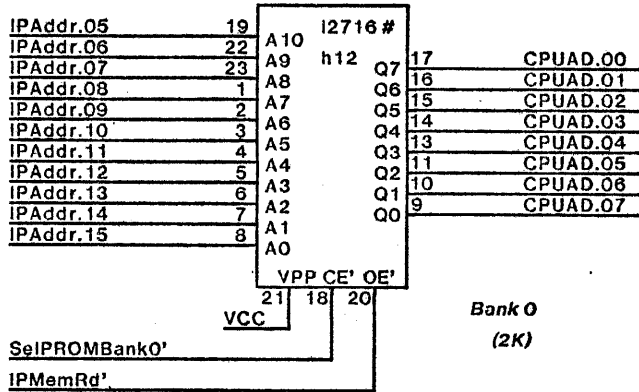 IPAddr.05 19 A10 I2716 #
IPAddr.06 22 A9 h12 17 CPUAD.00
IPAddr.07 23 A8 Q7 16 CPUAD.01
IPAddr.08 1 A7 Q6 15 CPUAD.02
IPAddr.09 2 A6 Q5 14 CPUAD.03
IPAddr.10 3 A5 Q4 13 CPUAD.04
IPAddr.11 4 A4 Q3 11 CPUAD.05
IPAddr.12 5 A3 Q2 10 CPUAD.06
IPAddr.13 6 A2 Q1 9 CPUAD.07
IPAddr.14 7 A1 Q0
IPAddr.15 8 A0
VPP CE' OE'
21 18 20
VCC
Bank 0
(2K)
SelPROMBank0'
IPMemRd'